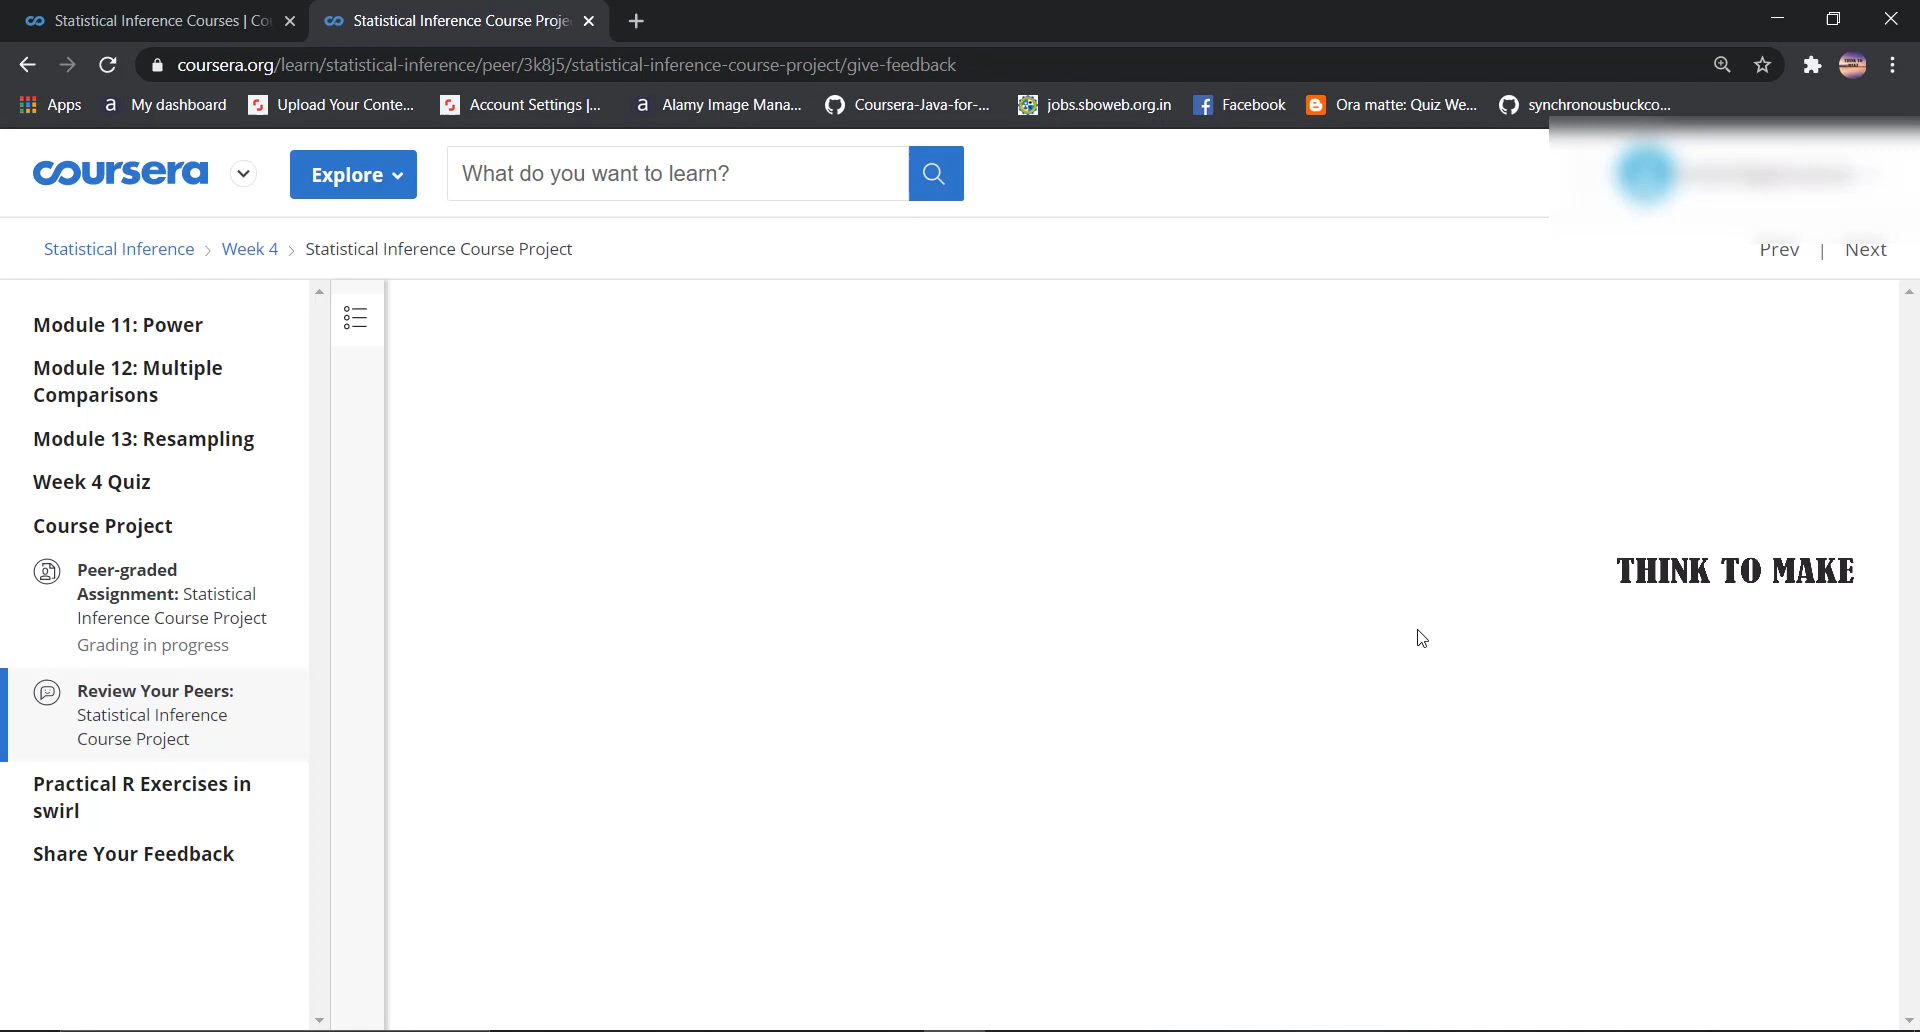 Statistical Inference Courses | Co
Statistical Inference Course Proje
coursera.org/learn/statistical-inference/peer/3k8j5/statistical-inference-course-project/give-feedback
Apps
a My dashboard
Upload Your Conte...
Account Settings |...
a Alamy Image Mana...
Coursera-Java-for-...
jobs.sboweb.org.in
Facebook
Ora matte: Quiz We...
synchronousbuckco...
coursera
Explore
What do you want to learn?
Statistical Inference > Week 4 > Statistical Inference Course Project
Prev | Next
Module 11: Power
Module 12: Multiple
Comparisons
Module 13: Resampling
Week 4 Quiz
Course Project
Peer-graded
Assignment: Statistical
Inference Course Project
Grading in progress
Review Your Peers:
Statistical Inference
Course Project
Practical R Exercises in
swirl
Share Your Feedback
THINK TO MAKE